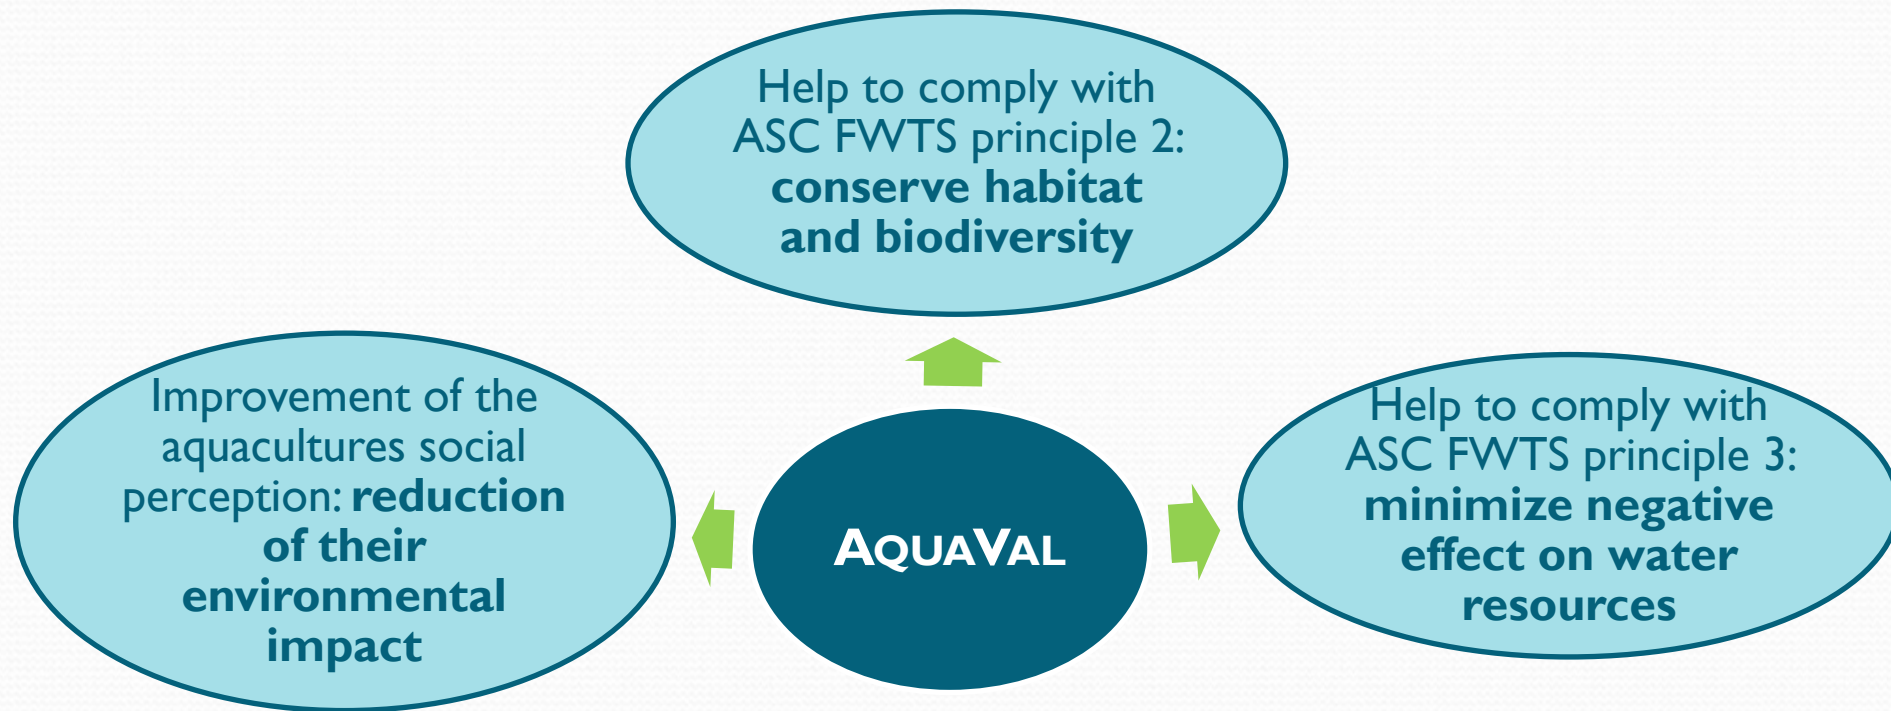 Help to comply with
ASC FWTS principle 2:
conserve habitat
and biodiversity
Improvement of the
aquacultures social
perception: reduction
of their
environmental
impact
AQUAVAL
Help to comply with
ASC FWTS principle 3:
minimize negative
effect on water
resources